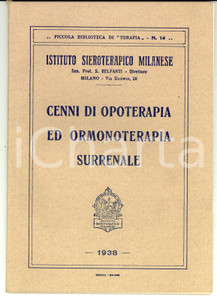 .. PICCOLA BIBLIOTECA DI "TERAPIA" - N. 14 ..
ISTITUTO SIEROTERAPICO MILANESE
Sen. Prof. S. BELFANTI - Direttore
MILANO - Via Darwin, 20
CENNI DI OPOTERAPIA
ED ORMONOTERAPIA
SURRENALE
iCharta
1938